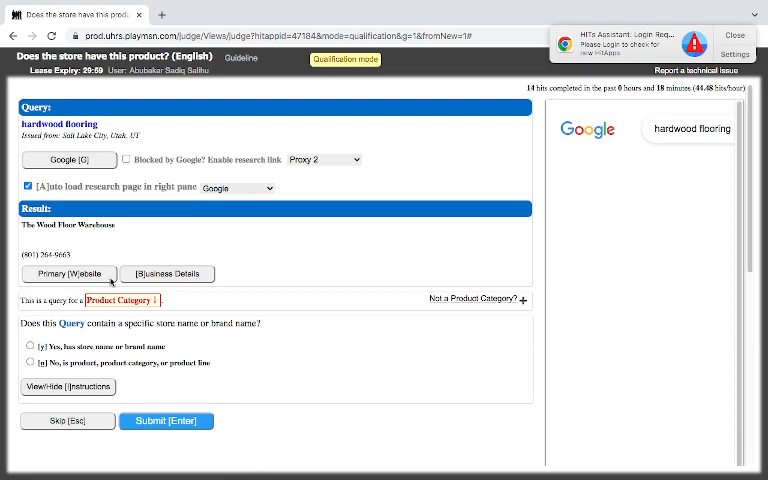 Does the store have this produ
prod.uhrs.playmsn.com/judge/Views/judge?hitappid=47184&mode=qualification&g=1&fromNew=1#
HITs Assistant: Login Req...
Please Login to check for
new HitApps
Close
Settings
Does the store have this product? (English)
Guideline
Qualification mode
Lease Expiry: 29:59 User: Abubakar Sadiq Salihu
Report a technical issue
14 hits completed in the past 0 hours and 18 minutes (44.48 hits/hour)
Query:
hardwood flooring
Issued from: Salt Lake City, Utah, UT
Google [G]
Blocked by Google? Enable research link
Proxy 2
[A]uto load research page in right pane
Google
Result:
The Wood Floor Warehouse
(801) 264-9663
Primary [W]ebsite
[B]usiness Details
This is a query for a Product Category ↓.
Not a Product Category? +
Does this Query contain a specific store name or brand name?
[y] Yes, has store name or brand name
[n] No, is product, product category, or product line
View/Hide [I]nstructions
Skip [Esc]
Submit [Enter]
Google
hardwood flooring